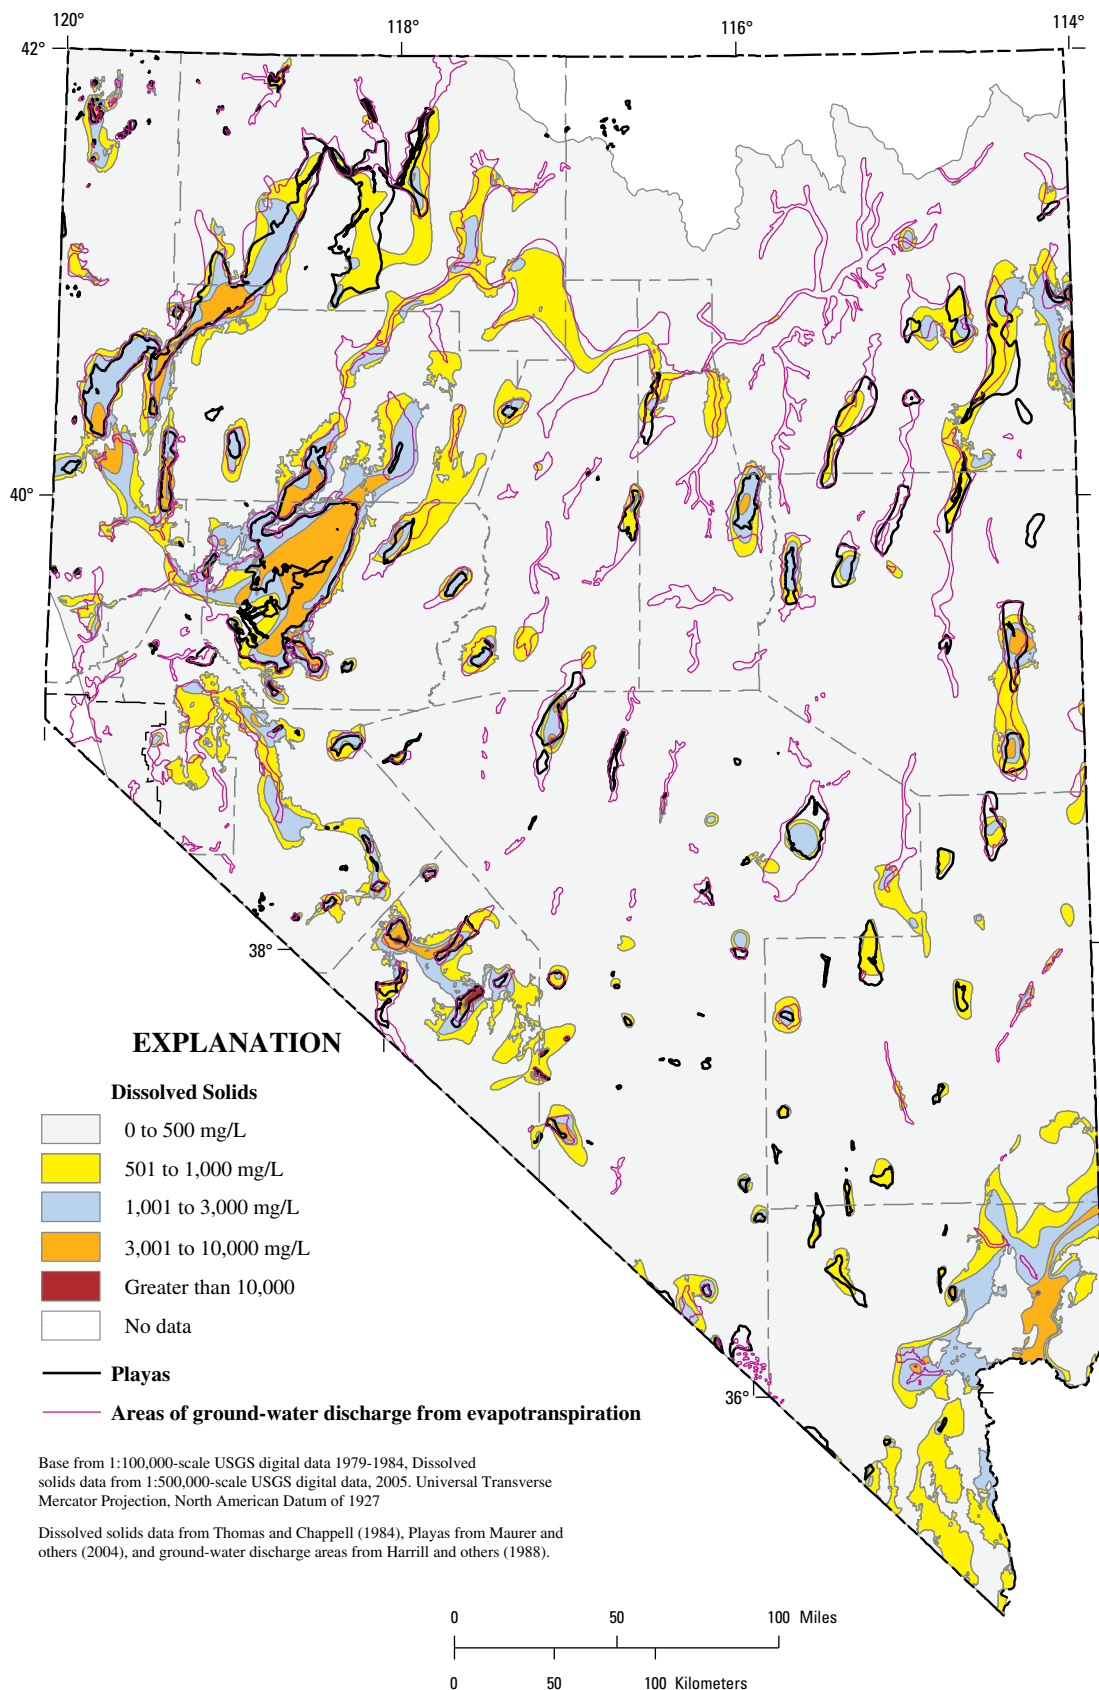 120°
118°
116°
114°
42°
40°
38°
36°
EXPLANATION
Dissolved Solids
0 to 500 mg/L
501 to 1,000 mg/L
1,001 to 3,000 mg/L
3,001 to 10,000 mg/L
Greater than 10,000
No data
Playas
Areas of ground-water discharge from evapotranspiration
Base from 1:100,000-scale USGS digital data 1979-1984, Dissolved
solids data from 1:500,000-scale USGS digital data, 2005. Universal Transverse
Mercator Projection, North American Datum of 1927
Dissolved solids data from Thomas and Chappell (1984), Playas from Maurer and
others (2004), and ground-water discharge areas from Harrill and others (1988).
0 50 100 Miles
0 50 100 Kilometers